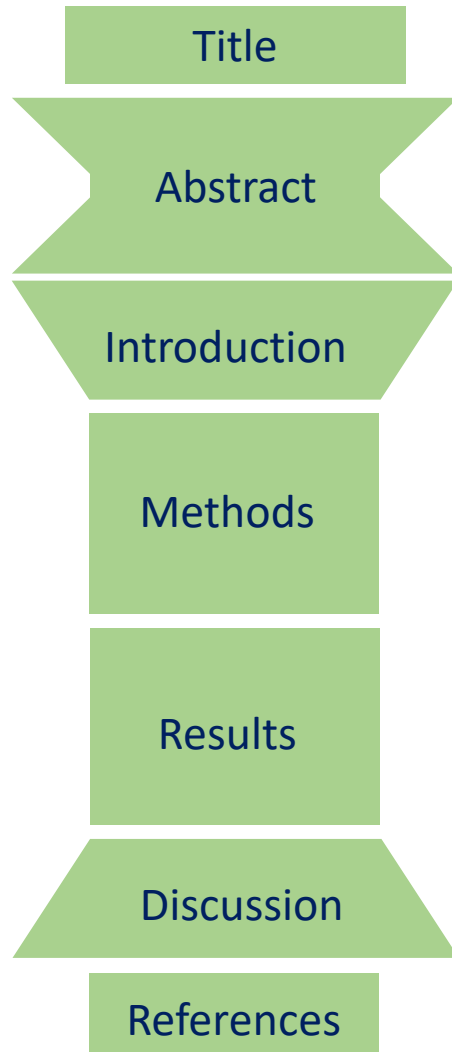 Title
Abstract
Introduction
Methods
Results
Discussion
References